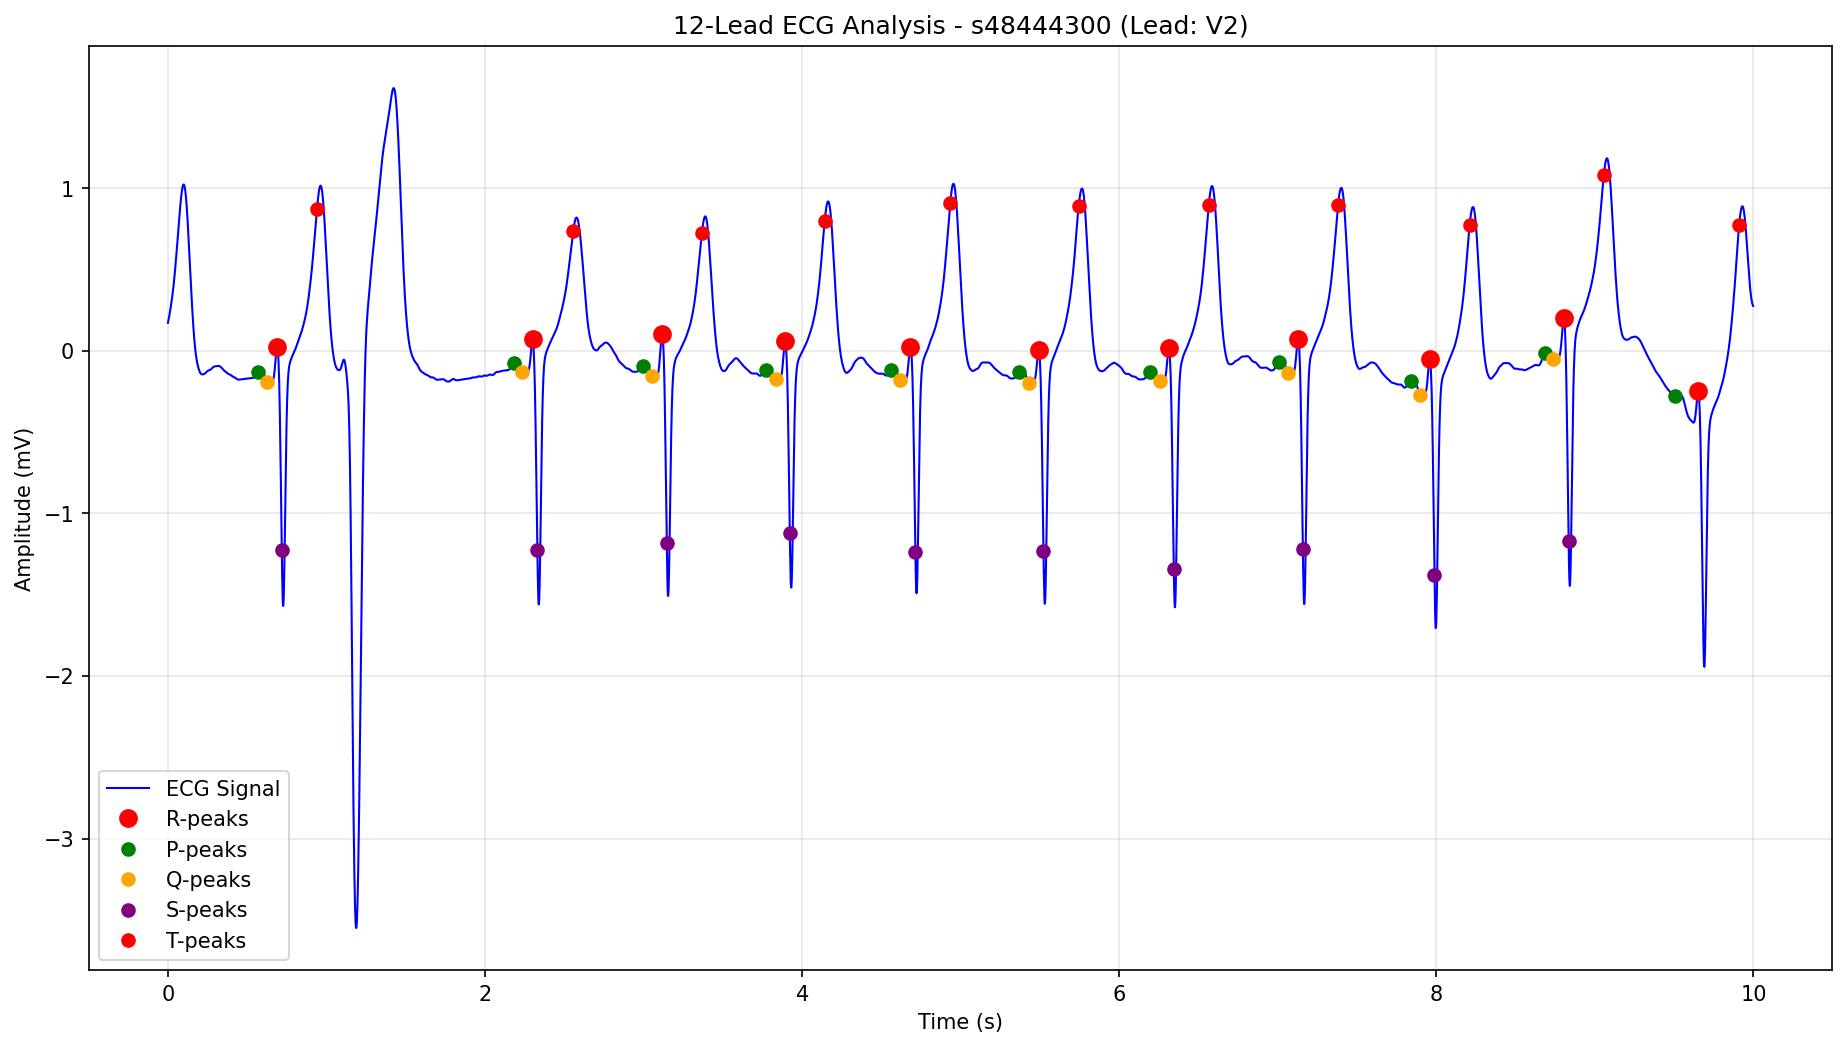 12-Lead ECG Analysis - s48444300 (Lead: V2)
Amplitude (mV)
1
0
−1
−2
−3
ECG Signal
R-peaks
P-peaks
Q-peaks
S-peaks
T-peaks
0 2 4 6 8 10
Time (s)